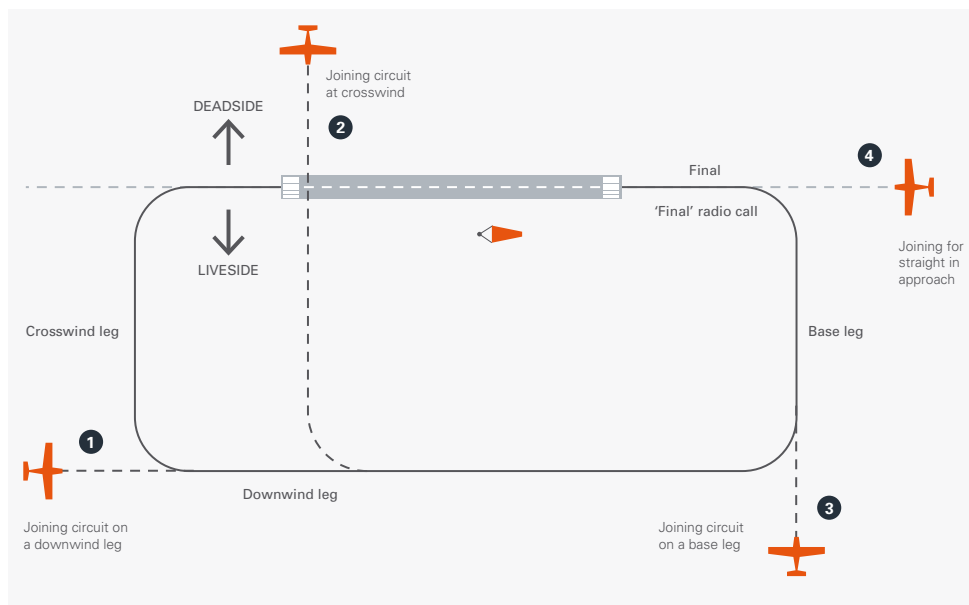 Joining circuit
at crosswind
DEADSIDE
2
4
Final
‘Final’ radio call
Joining for
straight in
approach
LIVESIDE
Crosswind leg
Base leg
1
Downwind leg
3
Joining circuit on
a downwind leg
Joining circuit
on a base leg